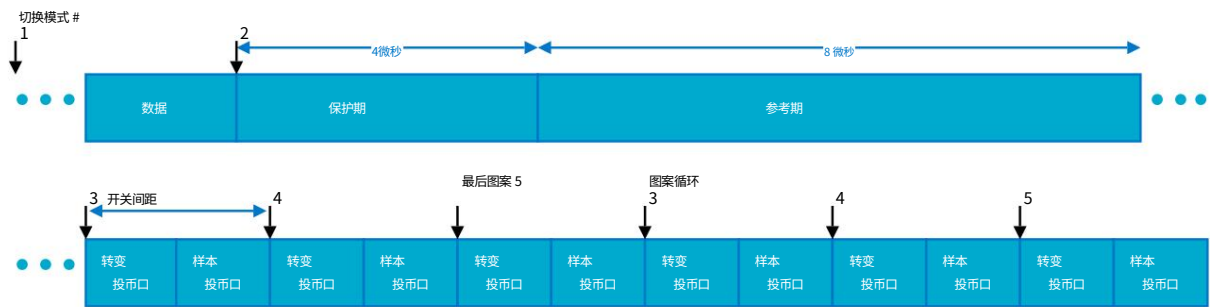 切换模式 #
1
2
4微秒
8 微秒
数据
保护期
参考期
最后图案 5
图案循环
3 开关间距
4
3
4
5
转变
投币口
样本
投币口
转变
投币口
样本
投币口
转变
投币口
样本
投币口
转变
投币口
样本
投币口
转变
投币口
样本
投币口
转变
投币口
样本
投币口